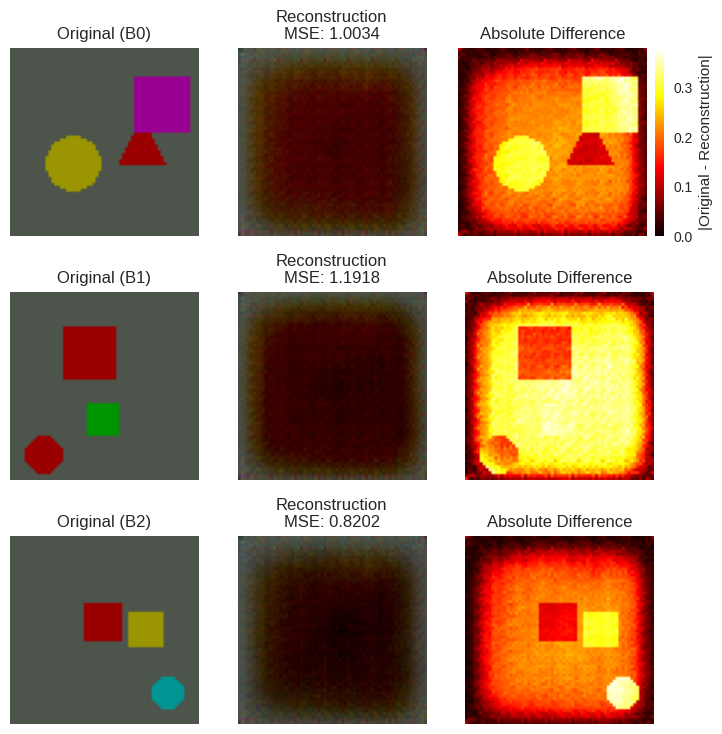 Original (B0)
Reconstruction
MSE: 1.0034
Absolute Difference
0.3
0.2
0.1
0.0
|Original - Reconstruction|
Original (B1)
Reconstruction
MSE: 1.1918
Absolute Difference
Original (B2)
Reconstruction
MSE: 0.8202
Absolute Difference